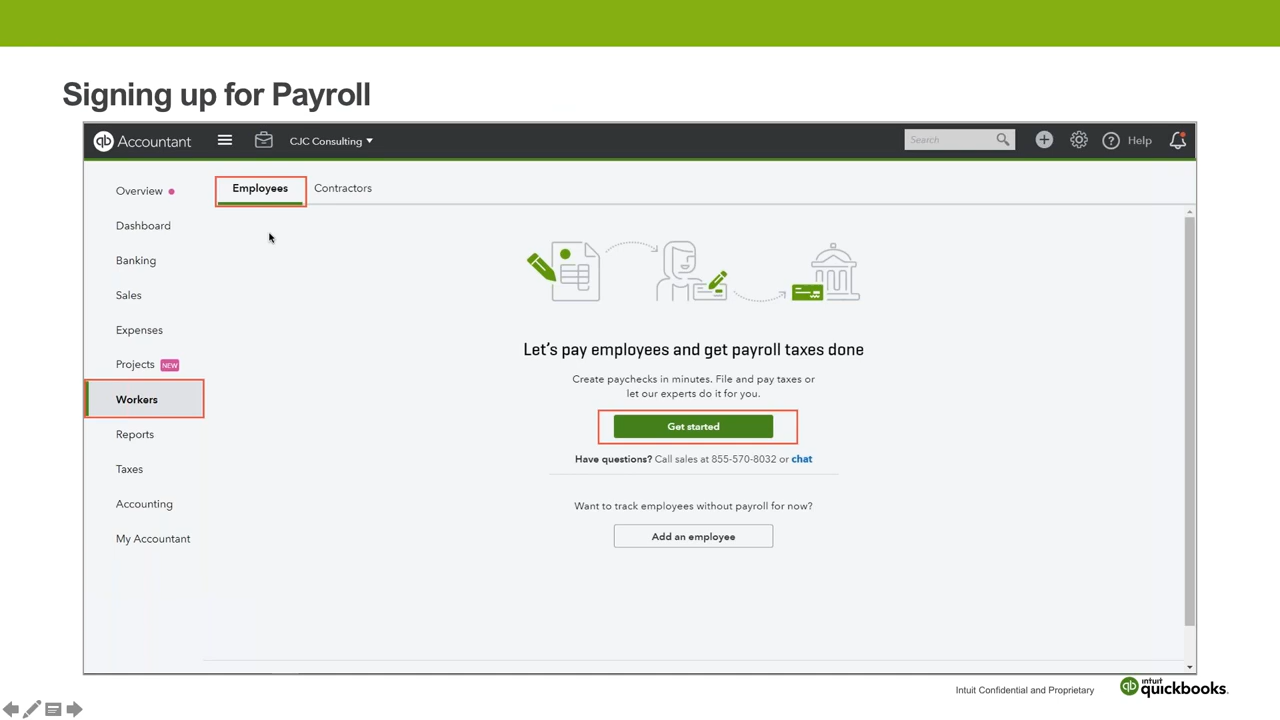 Signing up for Payroll
qb Accountant
CJC Consulting
Search
Help
Overview
Dashboard
Banking
Sales
Expenses
Projects NEW
Workers
Reports
Taxes
Accounting
My Accountant
Employees
Contractors
Let's pay employees and get payroll taxes done
Create paychecks in minutes. File and pay taxes or
let our experts do it for you.
Get started
Have questions? Call sales at 855-570-8032 or chat
Want to track employees without payroll for now?
Add an employee
Intuit Confidential and Proprietary
qb intuit
quickbooks.